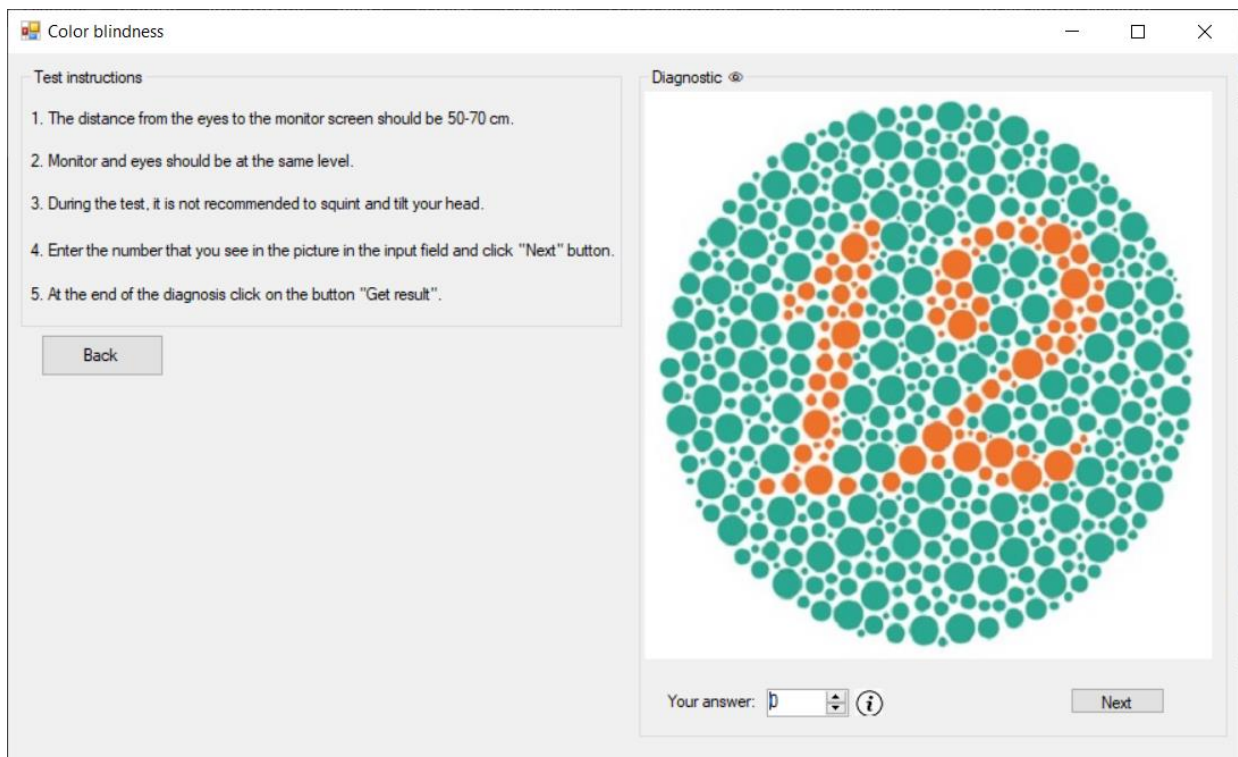 Color blindness
Test instructions
1. The distance from the eyes to the monitor screen should be 50-70 cm.
2. Monitor and eyes should be at the same level.
3. During the test, it is not recommended to squint and tilt your head.
4. Enter the number that you see in the picture in the input field and click "Next" button.
5. At the end of the diagnosis click on the button "Get result".
Back
Diagnostic
12
Your answer: 0
Next